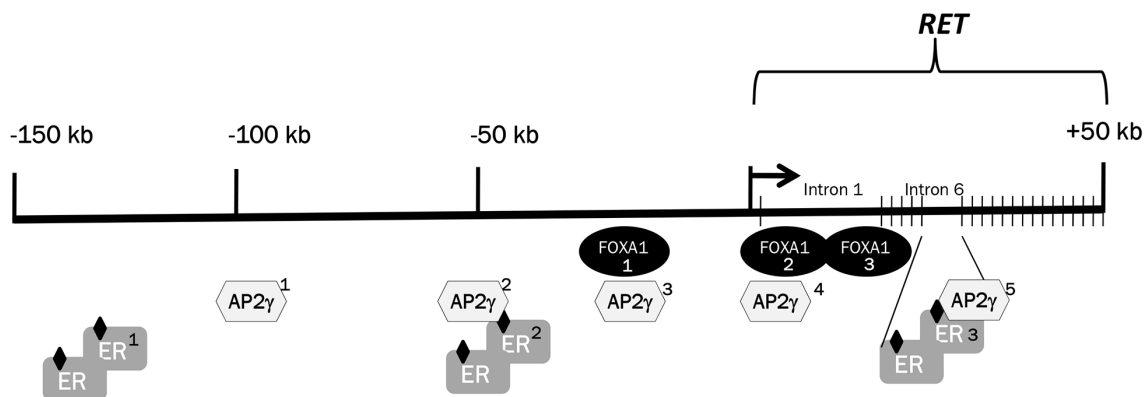 RET
-150 kb
-100 kb
-50 kb
+50 kb
Intron 1
Intron 6
FOXA1
1
FOXA1
2
FOXA1
3
AP2γ 1
AP2γ 2
AP2γ 3
AP2γ 4
AP2γ 5
ER 1
ER
ER 2
ER
ER 3
ER